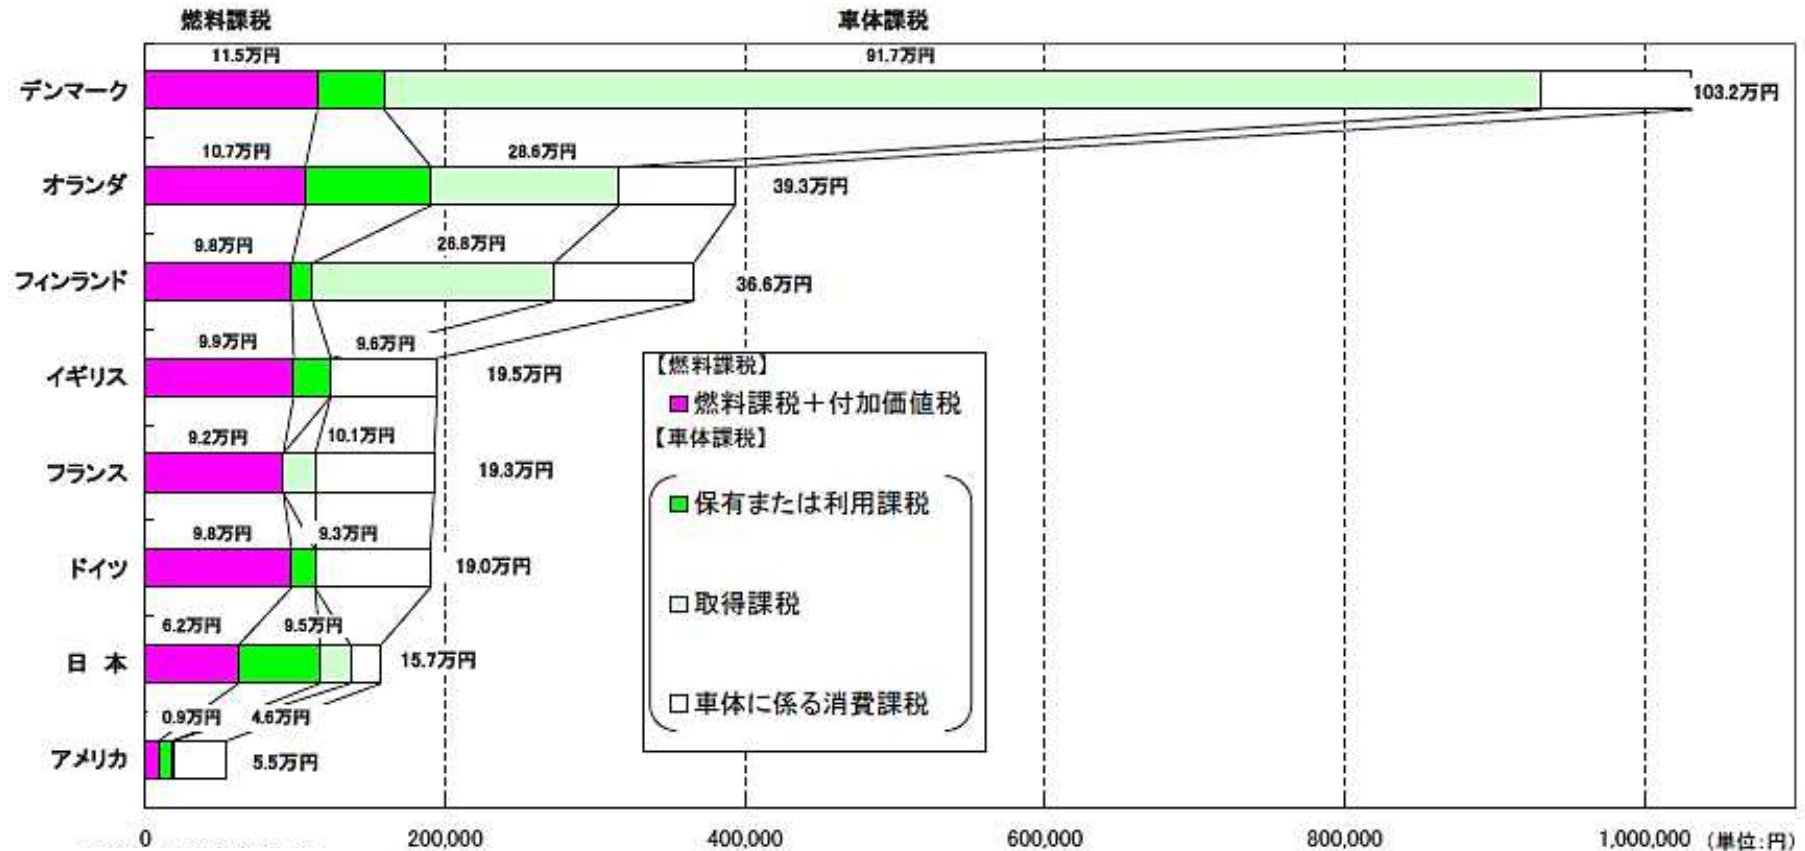 燃料課税 車体課税
11.5万円 91.7万円
デンマーク 103.2万円
10.7万円 28.6万円
オランダ 39.3万円
9.8万円 26.8万円
フィンランド 36.6万円
9.9万円 9.6万円
イギリス 19.5万円
9.2万円 10.1万円
フランス 19.3万円
9.8万円 9.3万円
ドイツ 19.0万円
6.2万円 9.5万円
日 本 15.7万円
0.9万円 4.6万円
アメリカ 5.5万円
【燃料課税】
燃料課税+付加価値税
【車体課税】
保有または利用課税
取得課税
車体に係る消費課税
0 200,000 400,000 600,000 800,000 1,000,000 (単位:円)